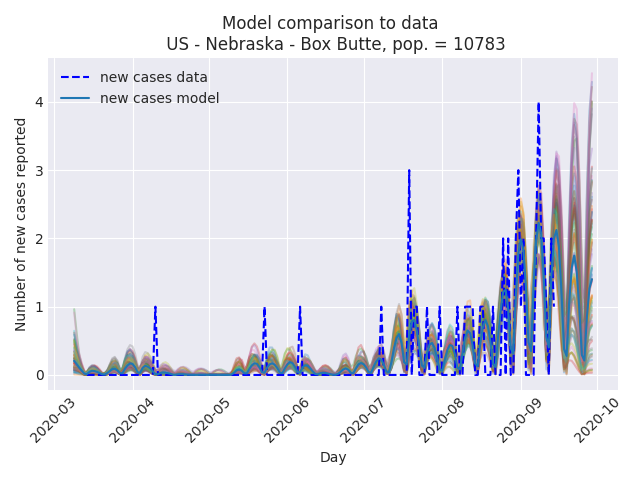 Model comparison to data
US - Nebraska - Box Butte, pop. = 10783
new cases data
new cases model
Number of new cases reported
4
3
2
1
0
2020-03
2020-04
2020-05
2020-06
2020-07
2020-08
2020-09
2020-10
Day